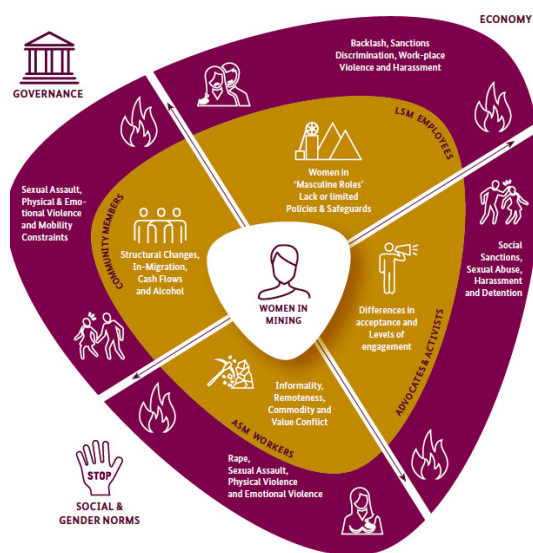 ECONOMY
GOVERNANCE
Backlash, Sanctions
Discrimination, Work-place
Violence and Harassment
LSM EMPLOYEES
Women in
‘Masculine Roles’
Lack or limited
Policies & Safeguards
Sexual Assault,
Physical & Emo-
tional Violence
and Mobility
Constraints
COMMUNITY MEMBERS
Structural Changes,
In-Migration,
Cash Flows
and Alcohol
WOMEN IN
MINING
Social
Sanctions,
Sexual Abuse,
Harassment
and Detention
Differences in
acceptance and
Levels of
engagement
ADVOCATES & ACTIVISTS
Informality,
Remoteness,
Commodity and
Value Conflict
ASM WORKERS
Rape,
Sexual Assault,
Physical Violence
and Emotional Violence
STOP
SOCIAL &
GENDER NORMS